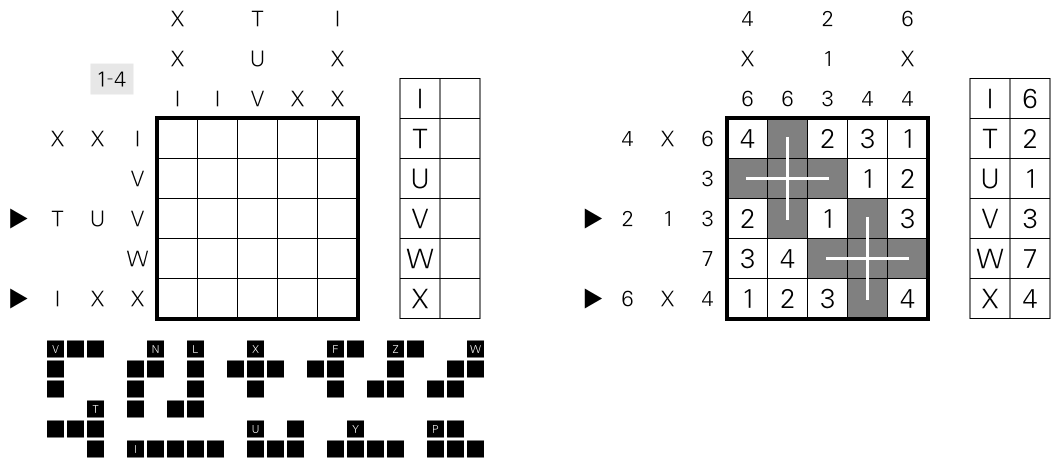 X T I 4 2 6
X U X X 1 X
1-4
I I V X X 6 6 3 4 4
I I 6
X X I T 4 X 6 4 2 3 1 T 2
V U 3 1 2 U 1
T U V V 2 1 3 2 1 3 V 3
W W 7 3 4 W 7
I X X X 6 X 4 1 2 3 4 X 4
V N L X F Z W
T
U Y P
I